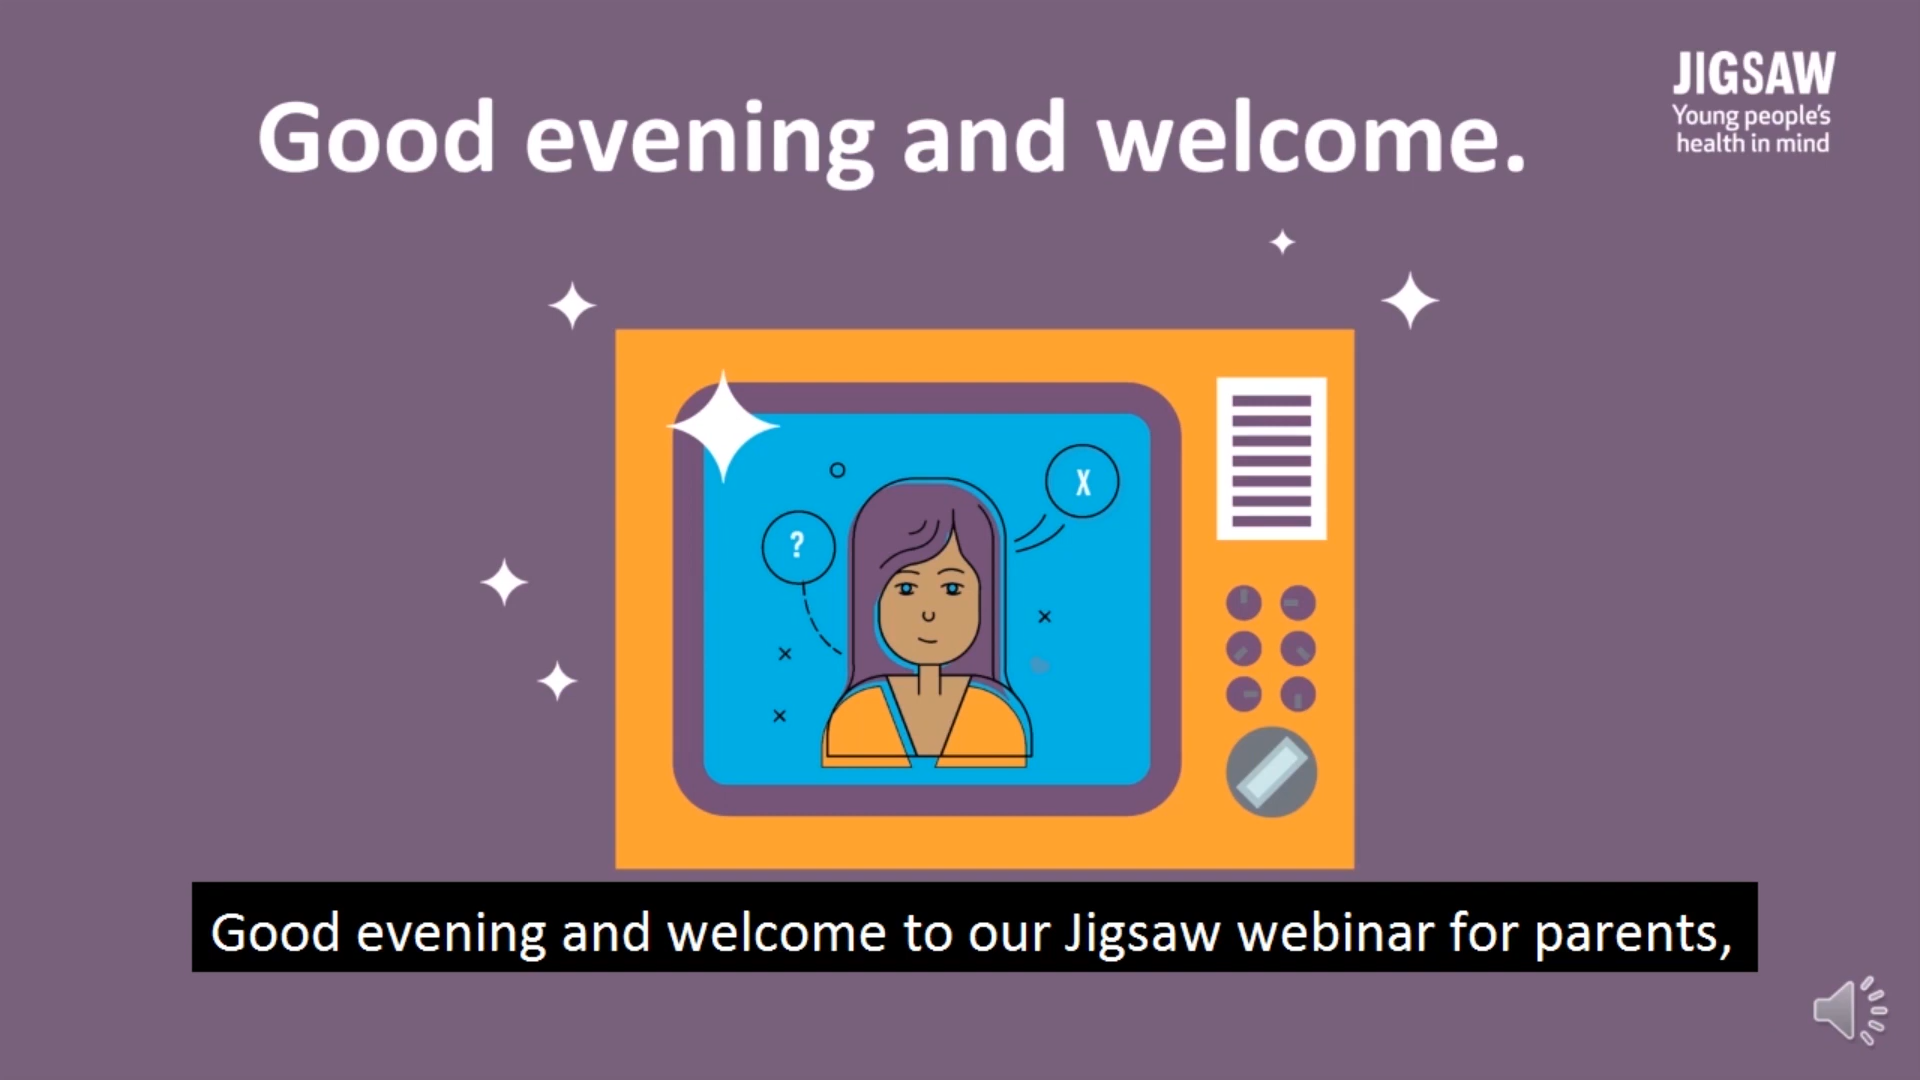 Good evening and welcome.
JIGSAW
Young people's
health in mind
X
?
Good evening and welcome to our Jigsaw webinar for parents,